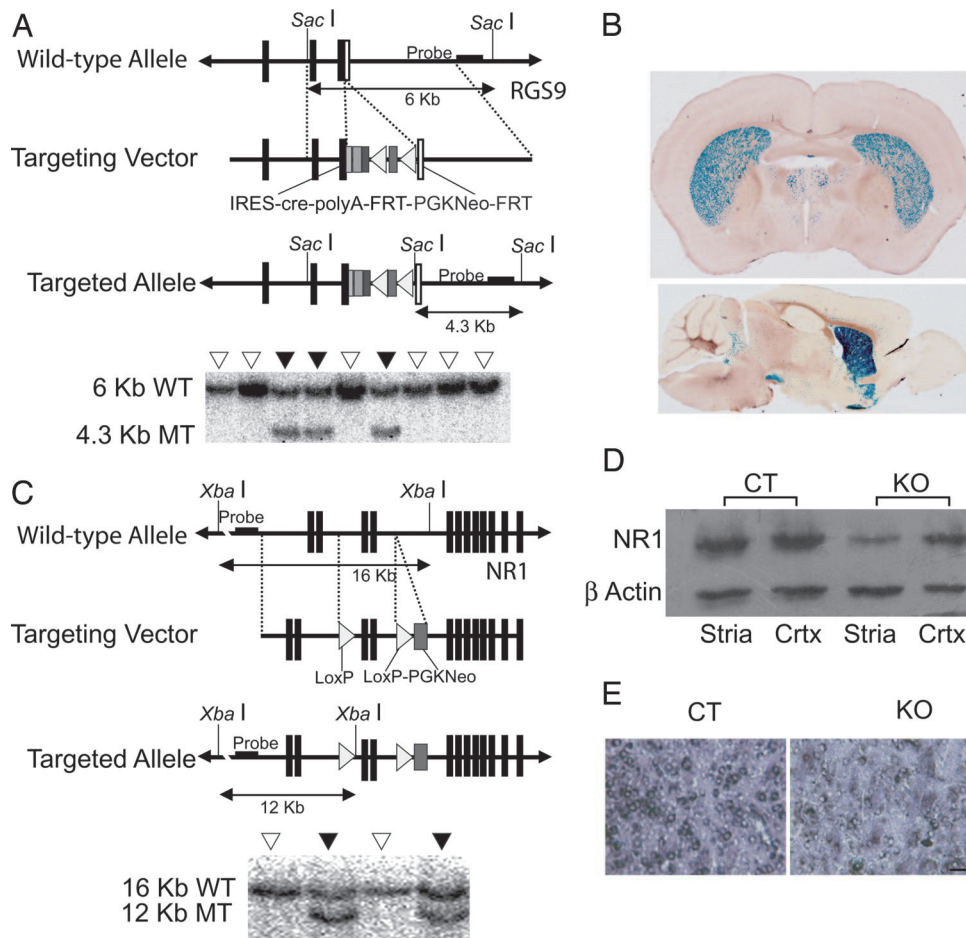 A
Sac I
Sac I
Wild-type Allele
Probe
6 Kb
RGS9
Targeting Vector
IRES-cre-polyA-FRT-PGKNeo-FRT
Sac I
Sac I
Sac I
Targeted Allele
Probe
4.3 Kb
6 Kb WT
4.3 Kb MT
B
C
Xba I
Xba I
Probe
Wild-type Allele
16 Kb
NR1
Targeting Vector
LoxP
LoxP-PGKNeo
Xba I
Xba I
Probe
Targeted Allele
12 Kb
16 Kb WT
12 Kb MT
D
CT
KO
NR1
β Actin
Stria
Crtx
Stria
Crtx
E
CT
KO